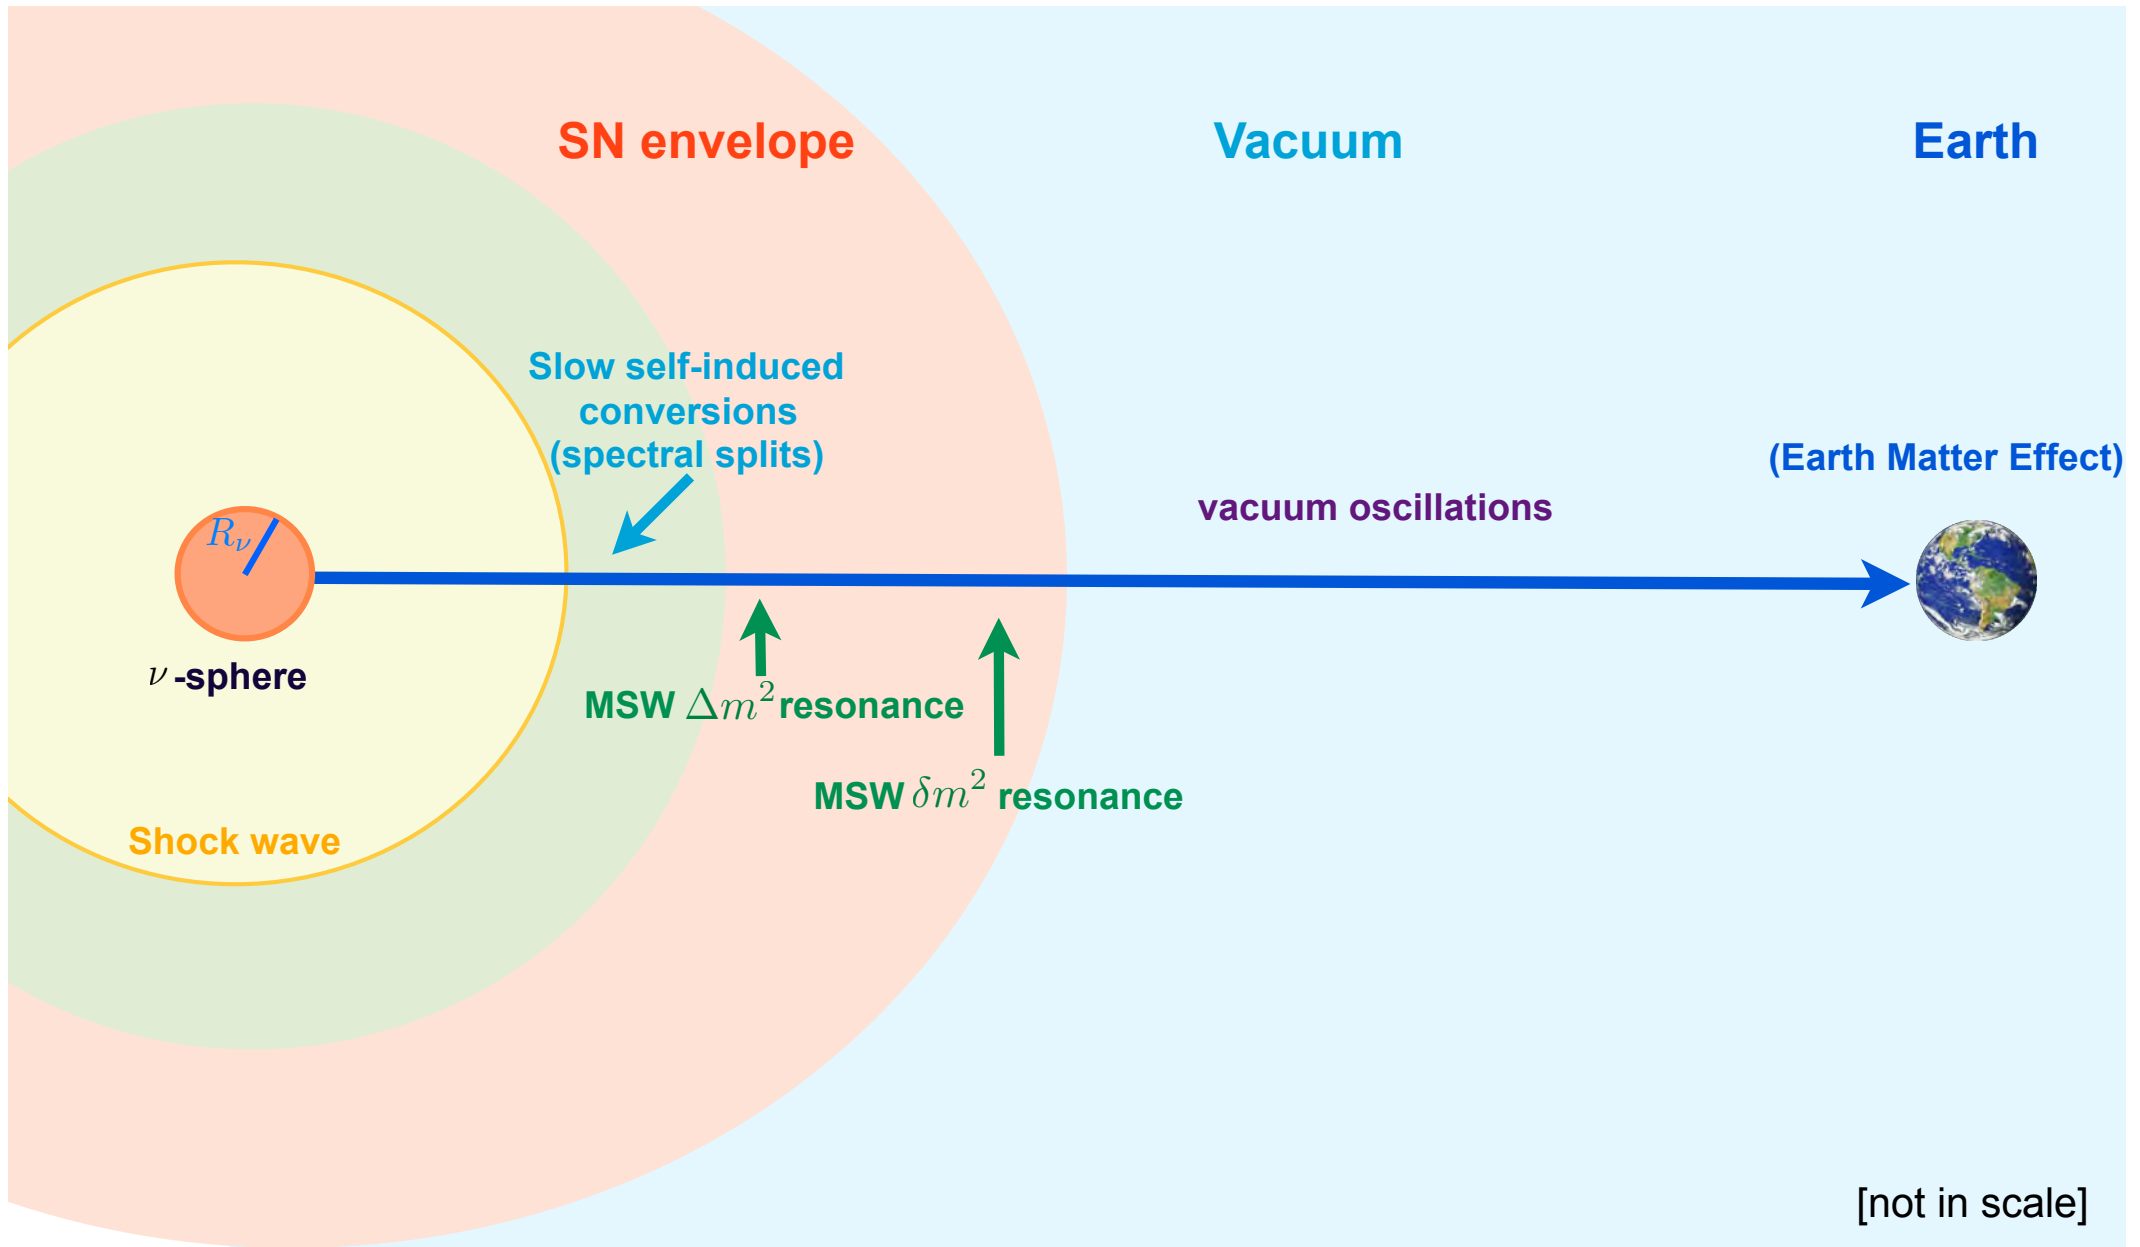 SN envelope
Vacuum
Earth
Slow self-induced
conversions
(spectral splits)
(Earth Matter Effect)
vacuum oscillations
R_ν
ν-sphere
MSW Δm² resonance
MSW δm² resonance
Shock wave
[not in scale]